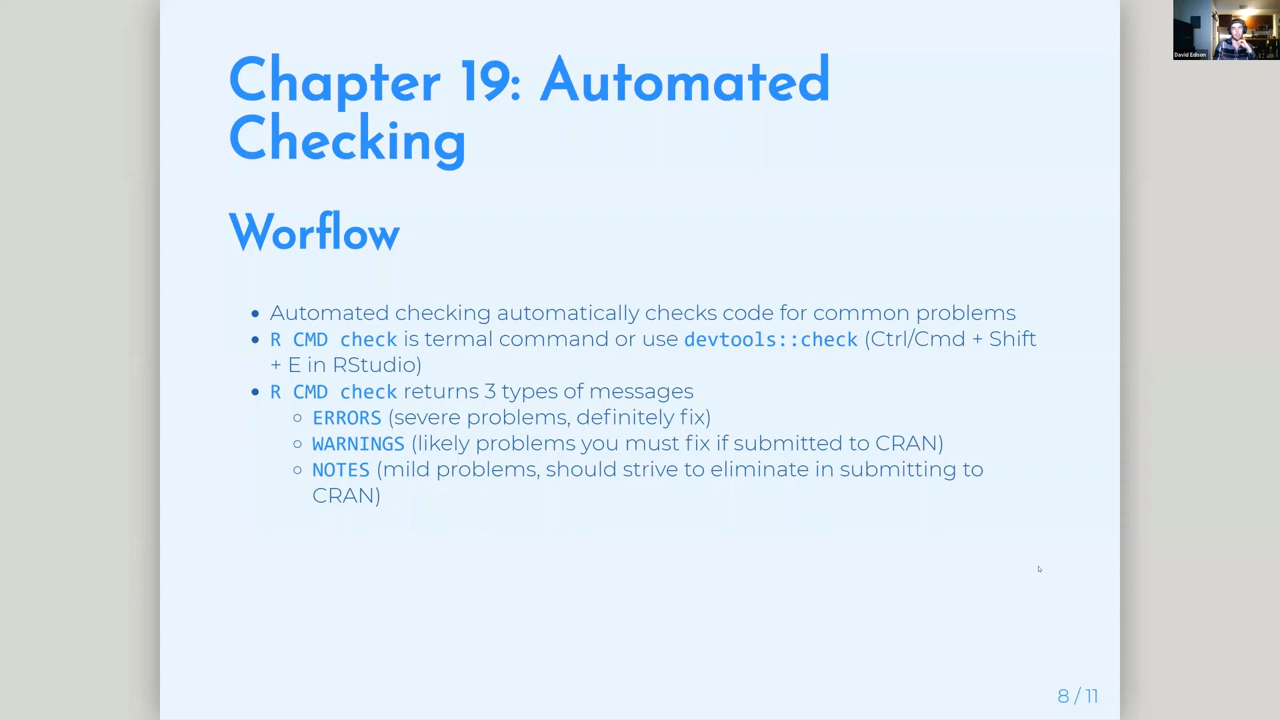 Chapter 19: Automated
Checking
Worflow
• Automated checking automatically checks code for common problems
• R CMD check is termal command or use devtools::check (Ctrl/Cmd + Shift
+ E in RStudio)
• R CMD check returns 3 types of messages
○ ERRORS (severe problems, definitely fix)
○ WARNINGS (likely problems you must fix if submitted to CRAN)
○ NOTES (mild problems, should strive to eliminate in submitting to
CRAN)
8 / 11
David Edison